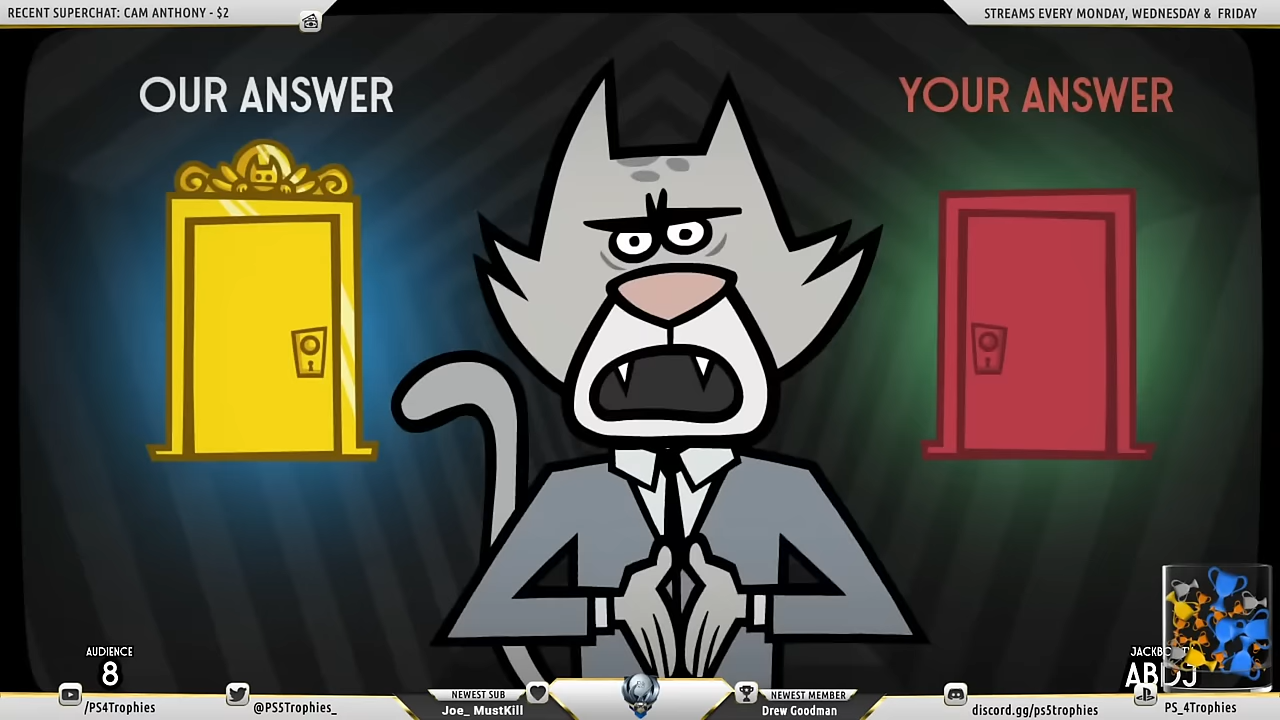 RECENT SUPERCHAT: CAM ANTHONY - $2
STREAMS EVERY MONDAY, WEDNESDAY & FRIDAY
OUR ANSWER
YOUR ANSWER
AUDIENCE
8
ABDJ
NEWEST SUB
Joe_ MustKill
NEWEST MEMBER
Drew Goodman
/PS4Trophies
@PS5Trophies_
discord.gg/ps5trophies
PS_4Trophies